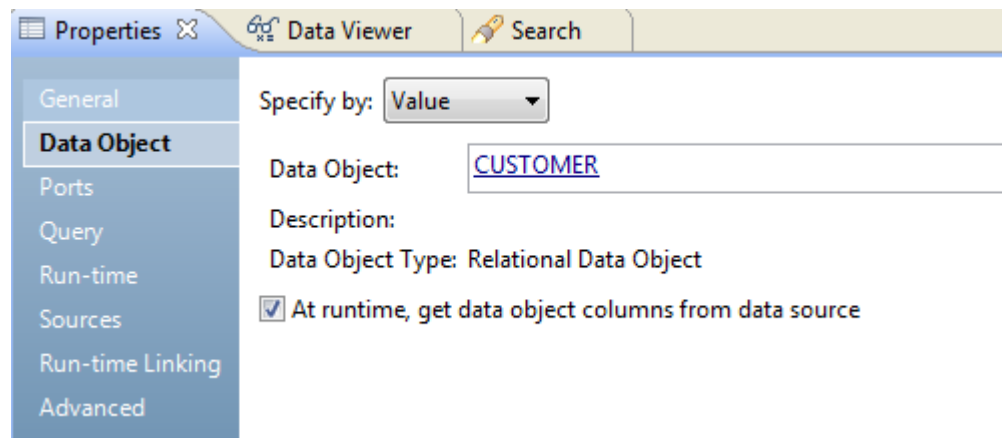 Properties Data Viewer Search
General
Data Object
Ports
Query
Run-time
Sources
Run-time Linking
Advanced
Specify by: Value
Data Object: CUSTOMER
Description:
Data Object Type: Relational Data Object
At runtime, get data object columns from data source